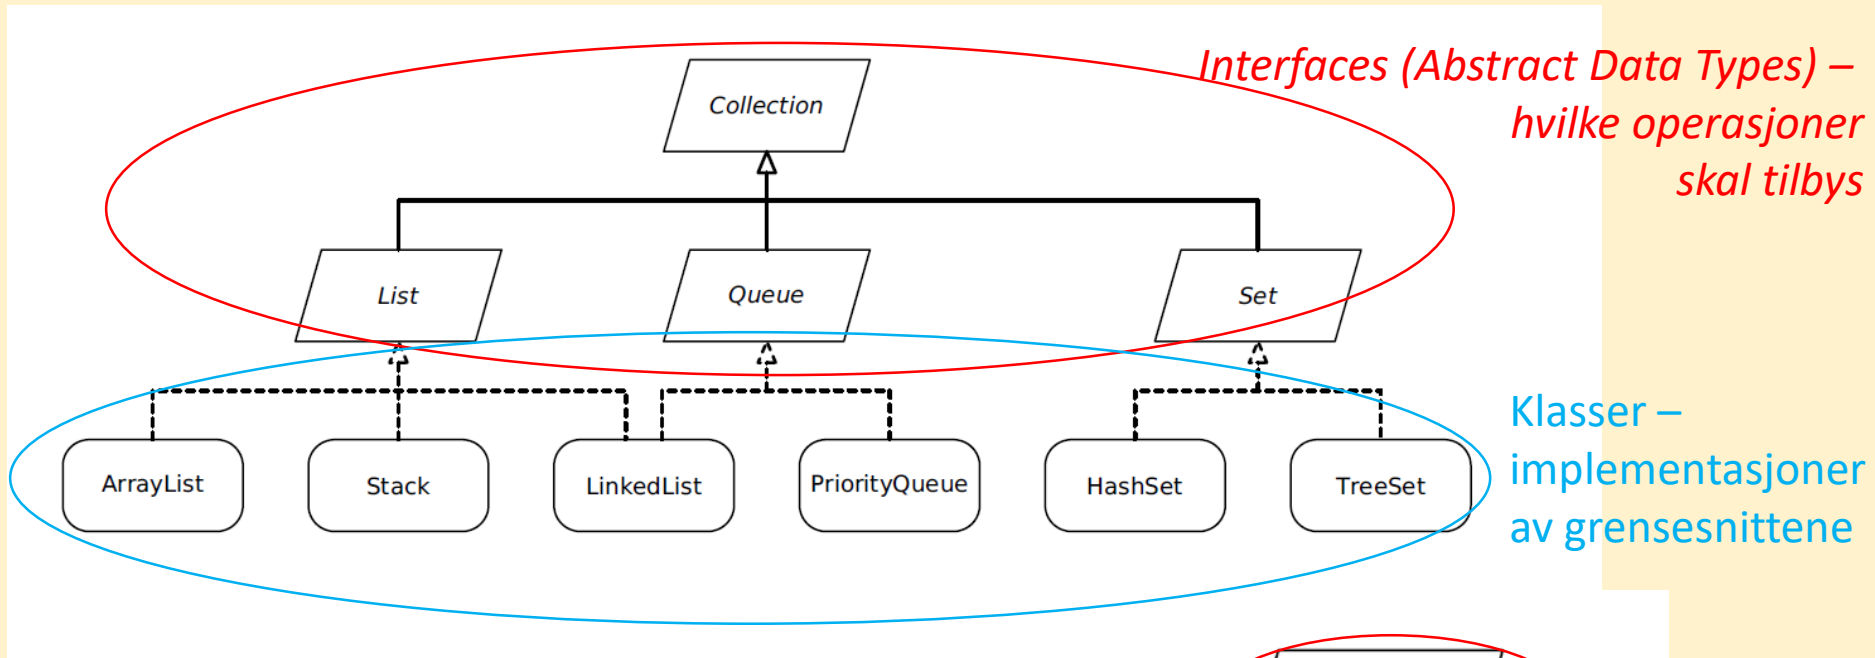 Interfaces (Abstract Data Types) –
hvilke operasjoner
skal tilbys
Collection
List
Queue
Set
Klasser –
implementasjoner
av grensesnittene
ArrayList
Stack
LinkedList
PriorityQueue
HashSet
TreeSet